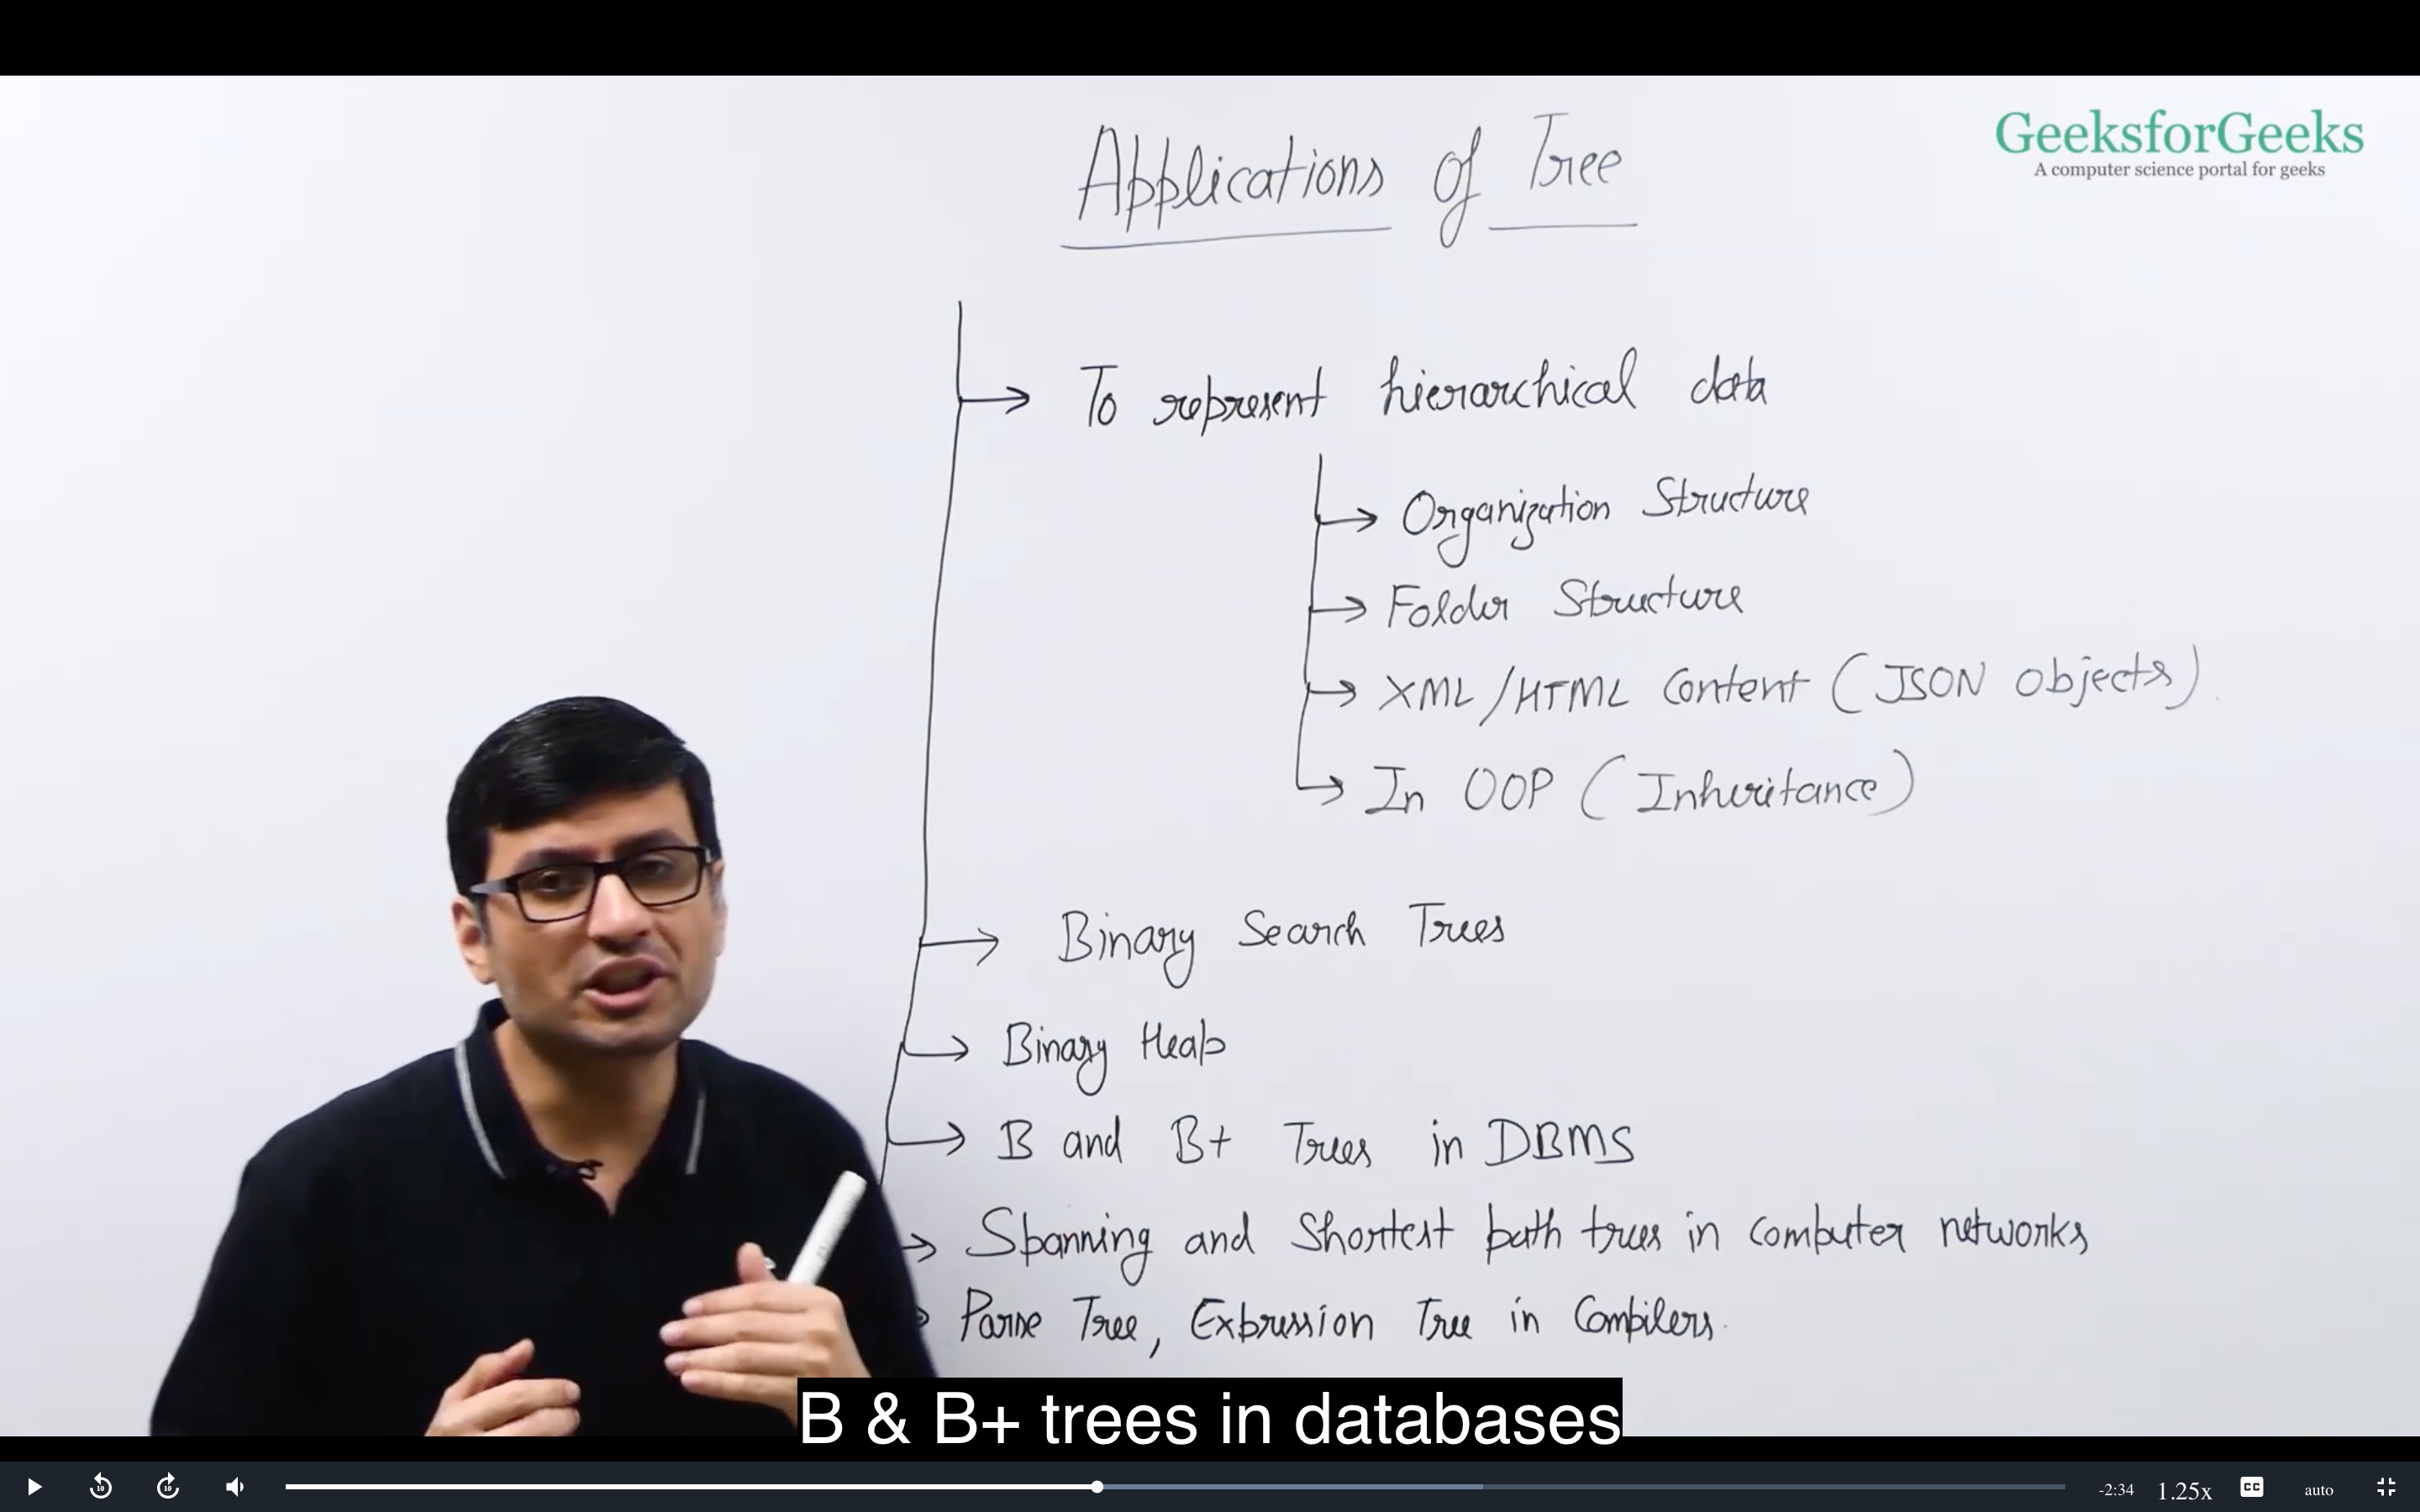 Applications of Tree
GeeksforGeeks
A computer science portal for geeks
To represent hierarchical data
Organization Structure
Folder Structure
XML/HTML Content (JSON Objects)
In OOP (Inheritance)
Binary Search Trees
Binary Heap
B and B+ Trees in DBMS
Spanning and Shortest path trees in computer networks
Parse Tree, Expression Tree in Compilers.
B & B+ trees in databases
10
10
-2:34
1.25x
CC
auto